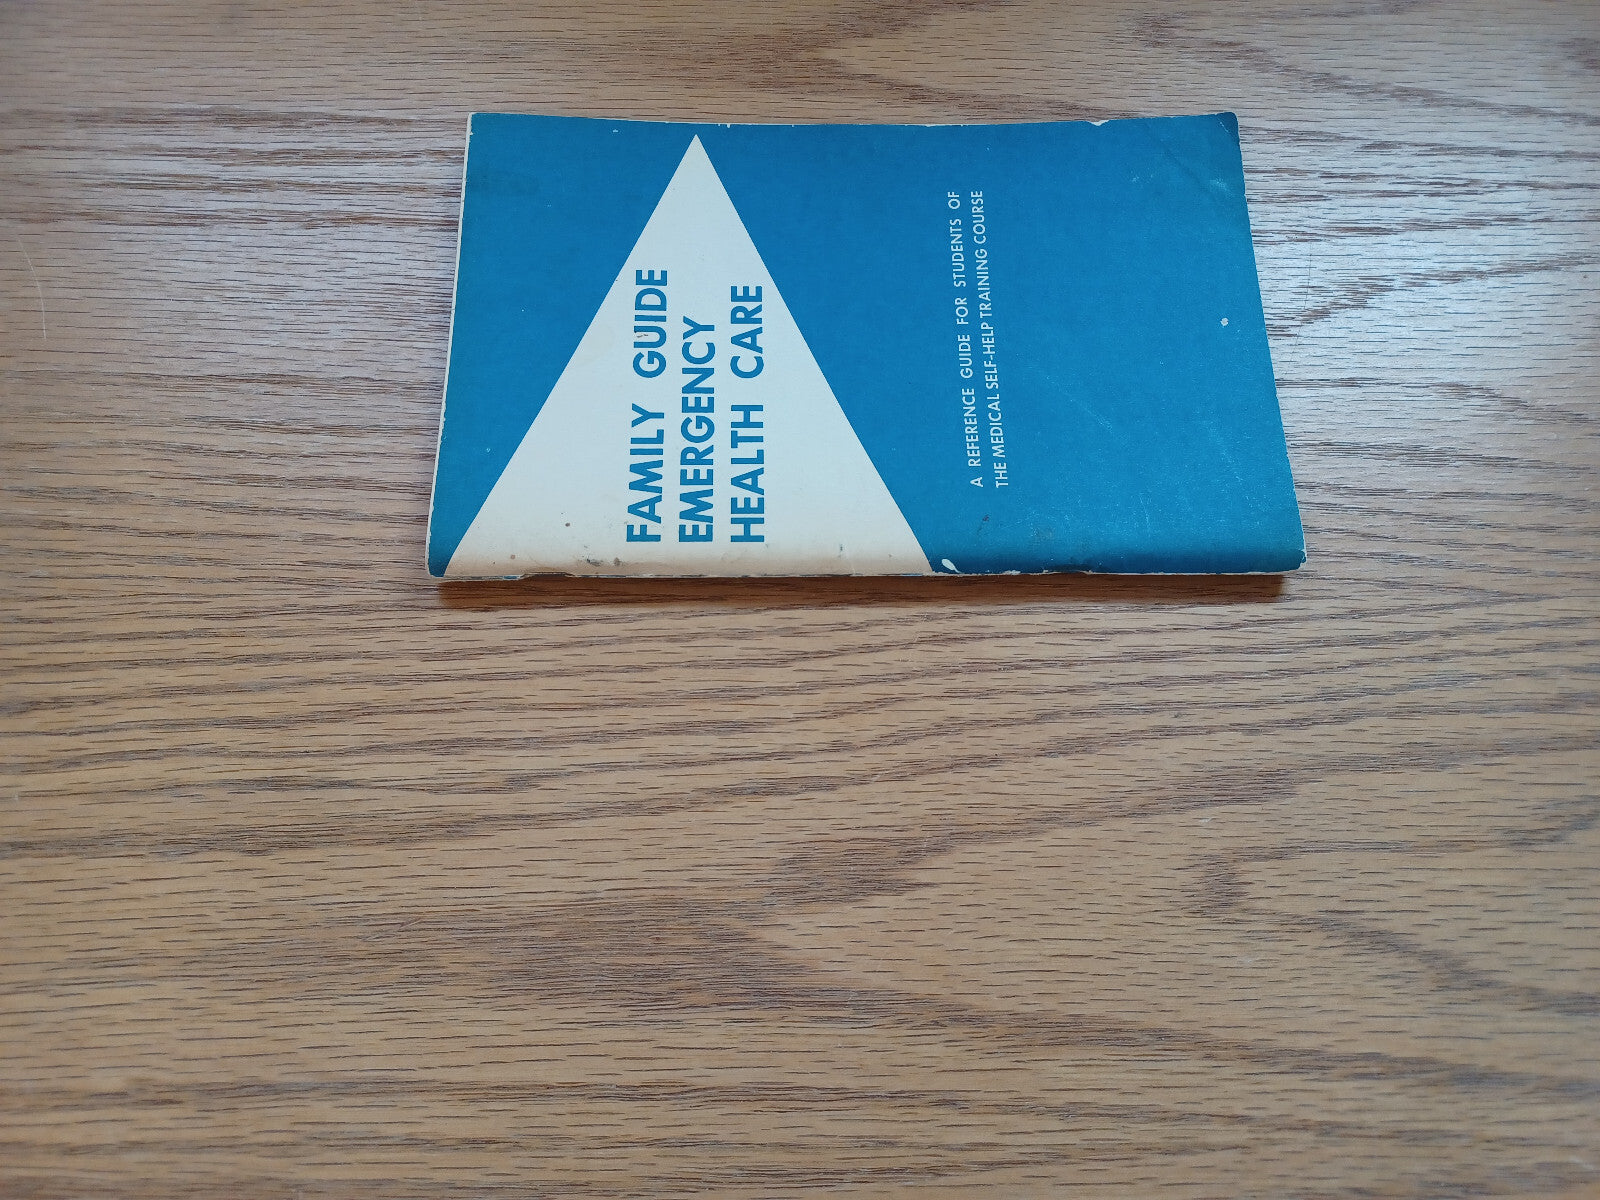 FAMILY GUIDE
EMERGENCY
HEALTH CARE
A REFERENCE GUIDE FOR STUDENTS OF
THE MEDICAL SELF-HELP TRAINING COURSE